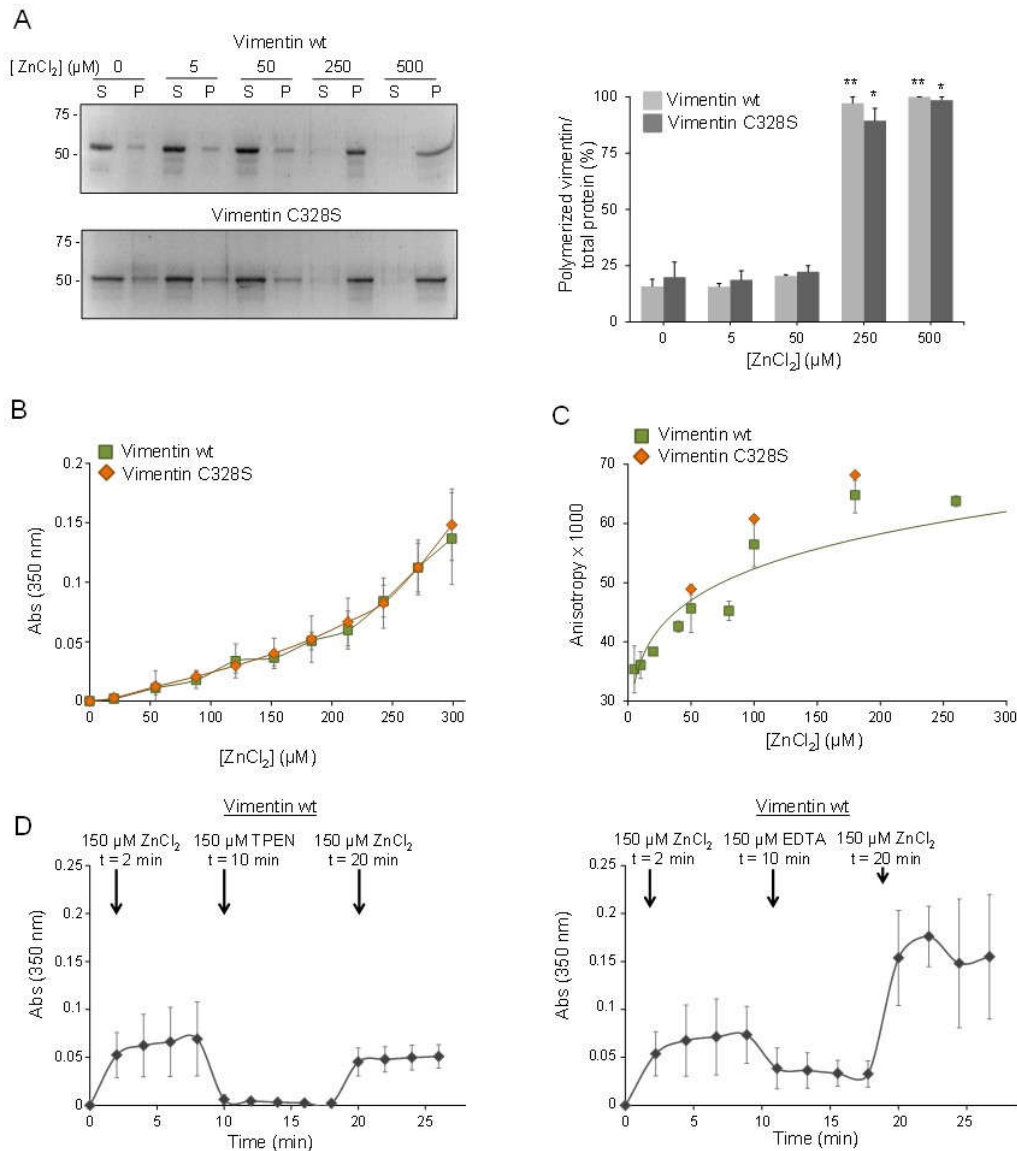 A
Vimentin wt
[ZnCl₂] (µM) 0 5 50 250 500
S P S P S P S P S P
75 -
50 -
Vimentin C328S
75 -
50 -
** * ** *
Vimentin wt
Vimentin C328S
Polymerized vimentin/
total protein (%)
100
75
50
25
0
0 5 50 250 500
[ZnCl₂] (µM)
B
Vimentin wt
Vimentin C328S
Abs (350 nm)
0.2
0.15
0.1
0.05
0
0 50 100 150 200 250 300
[ZnCl₂] (µM)
C
Vimentin wt
Vimentin C328S
Anisotropy × 1000
70
60
50
40
30
0 50 100 150 200 250 300
[ZnCl₂] (µM)
D
Vimentin wt
150 µM ZnCl₂ 150 µM TPEN 150 µM ZnCl₂
t = 2 min t = 10 min t = 20 min
Abs (350 nm)
0.25
0.2
0.15
0.1
0.05
0
0 5 10 15 20 25
Time (min)
Vimentin wt
150 µM ZnCl₂ 150 µM EDTA 150 µM ZnCl₂
t = 2 min t = 10 min t = 20 min
Abs (350 nm)
0.25
0.2
0.15
0.1
0.05
0
0 5 10 15 20 25
Time (min)